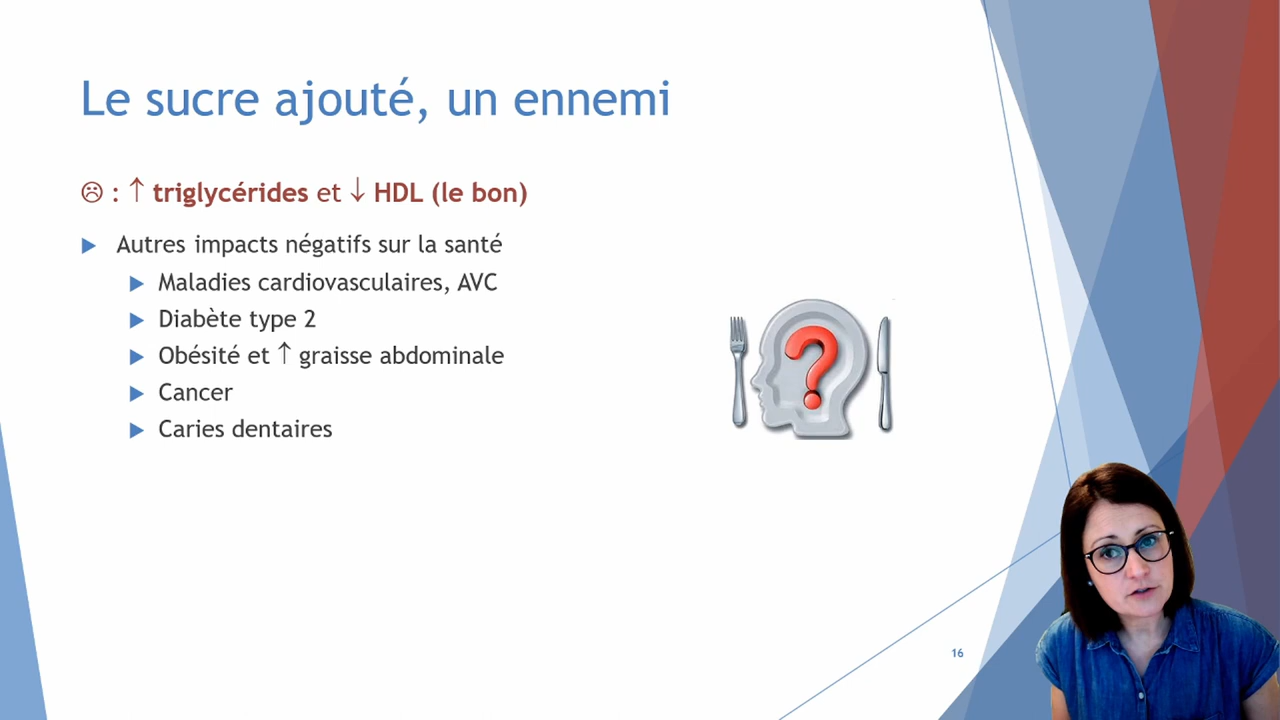 Le sucre ajouté, un ennemi
☹ : ↑ triglycérides et ↓ HDL (le bon)
Autres impacts négatifs sur la santé
Maladies cardiovasculaires, AVC
Diabète type 2
Obésité et ↑ graisse abdominale
Cancer
Caries dentaires
?
16